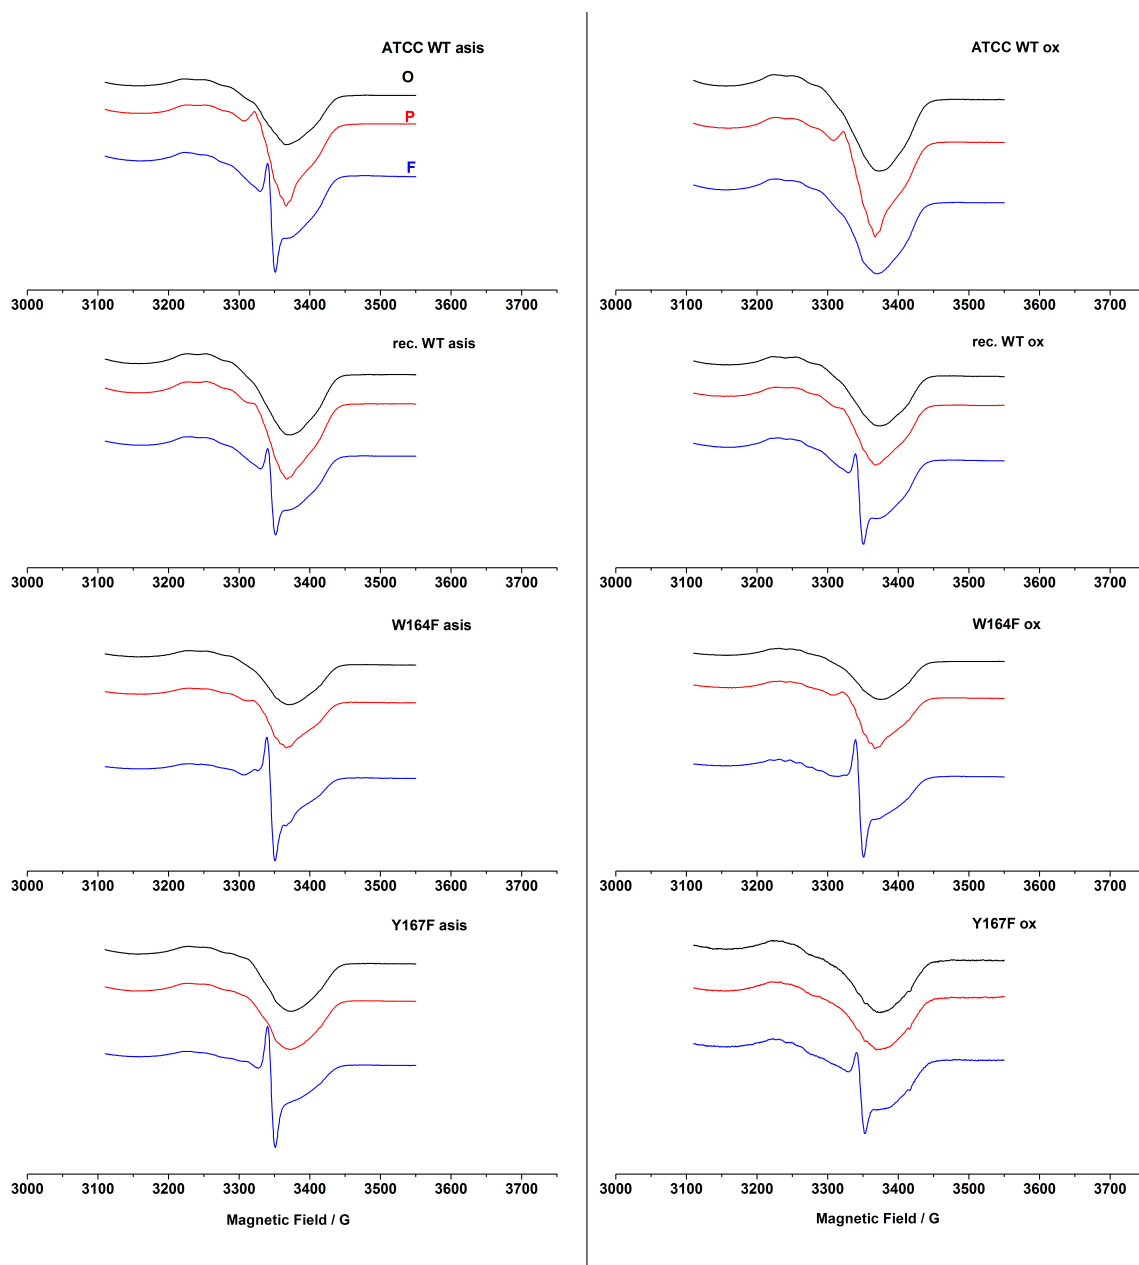 ATCC WT asis
O
P
F
3000 3100 3200 3300 3400 3500 3600 3700
rec. WT asis
3000 3100 3200 3300 3400 3500 3600 3700
W164F asis
3000 3100 3200 3300 3400 3500 3600 3700
Y167F asis
3000 3100 3200 3300 3400 3500 3600 3700
Magnetic Field / G
ATCC WT ox
3000 3100 3200 3300 3400 3500 3600 3700
rec. WT ox
3000 3100 3200 3300 3400 3500 3600 3700
W164F ox
3000 3100 3200 3300 3400 3500 3600 3700
Y167F ox
3000 3100 3200 3300 3400 3500 3600 3700
Magnetic Field / G